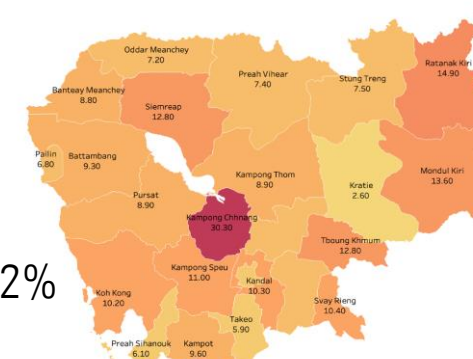 Oddar Meanchey
7.20
Preah Vihear
7.40
Stung Treng
7.50
Ratanak Kiri
14.90
Banteay Meanchey
8.80
Siemreap
12.80
Pailin
6.80
Battambang
9.30
Kampong Thom
8.90
Kratie
2.60
Mondul Kiri
13.60
Pursat
8.90
Kampong Chhnang
30.30
Tboung Khmum
12.80
2%
Kampong Speu
11.00
Kandal
10.30
Koh Kong
10.20
Svay Rieng
10.40
Takeo
5.90
Preah Sihanouk
6.10
Kampot
9.60